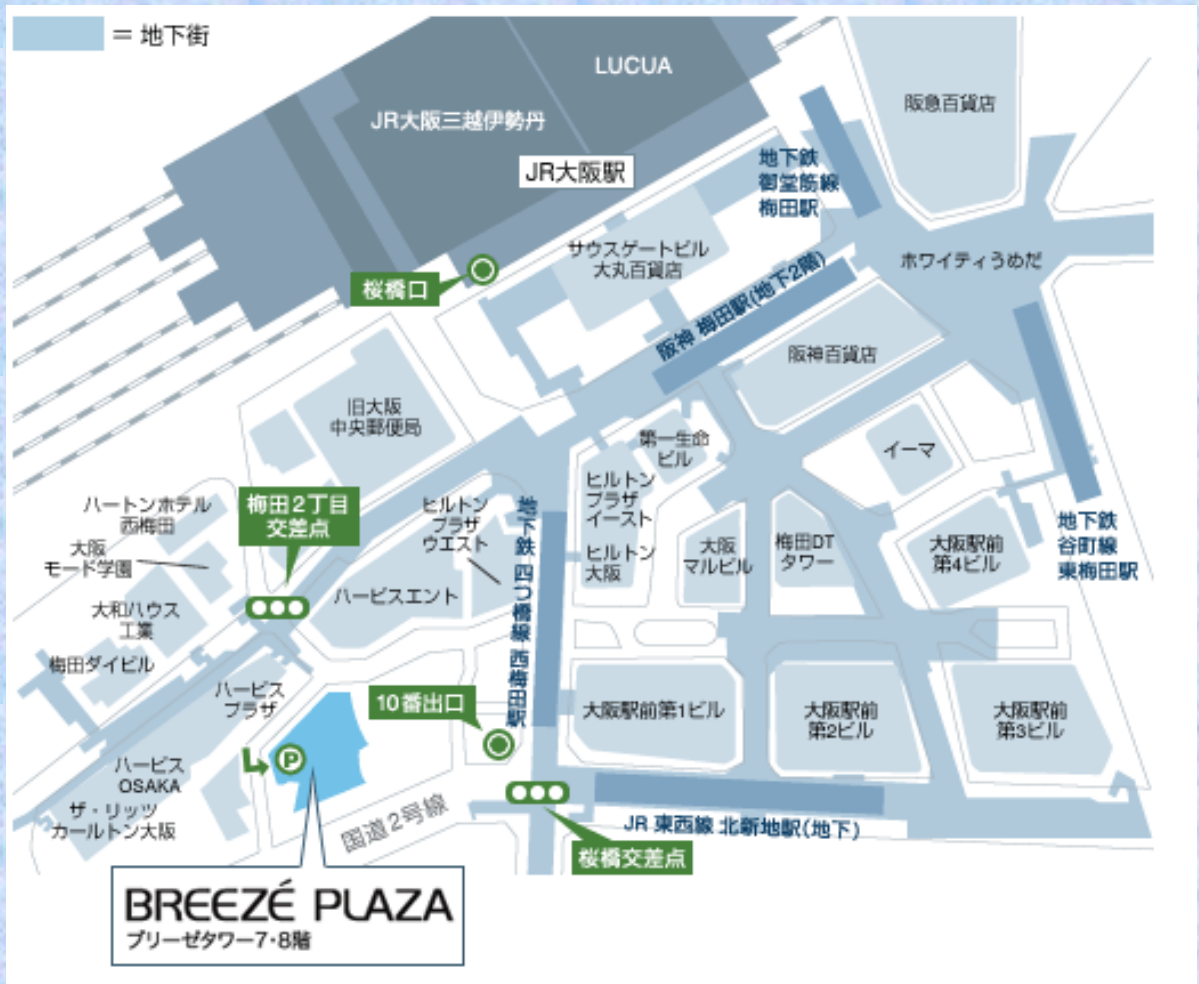 ＝ 地下街
LUCUA
JR大阪三越伊勢丹
JR大阪駅
阪急百貨店
地下鉄
御堂筋線
梅田駅
サウスゲートビル
大丸百貨店
桜橋口
ホワイティうめだ
阪神 梅田駅(地下2階)
阪神百貨店
旧大阪
中央郵便局
第一生命
ビル
イーマ
ヒルトン
プラザ
イースト
ヒルトン
大阪
ハートンホテル
西梅田
梅田2丁目
交差点
ヒルトン
プラザ
ウエスト
地下鉄 四つ橋線 西梅田駅
大阪
マルビル
梅田DT
タワー
大阪駅前
第4ビル
地下鉄
谷町線
東梅田駅
大阪
モード学園
大和ハウス
工業
ハービスエント
梅田ダイビル
ハービス
プラザ
10番出口
大阪駅前第1ビル
大阪駅前
第2ビル
大阪駅前
第3ビル
P
ハービス
OSAKA
ザ・リッツ
カールトン大阪
国道2号線
JR 東西線 北新地駅(地下)
桜橋交差点
BREEZÉ PLAZA
ブリーゼタワー7・8階